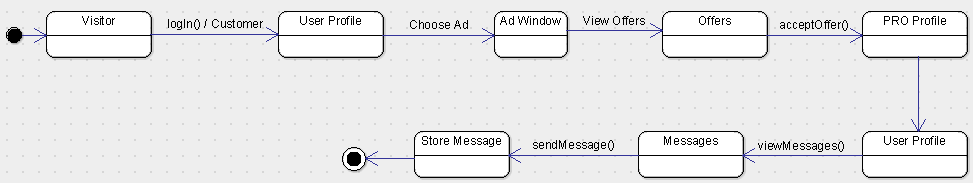 Visitor
logIn() / Customer
User Profile
Choose Ad
Ad Window
View Offers
Offers
acceptOffer()
PRO Profile
Store Message
sendMessage()
Messages
viewMessages()
User Profile